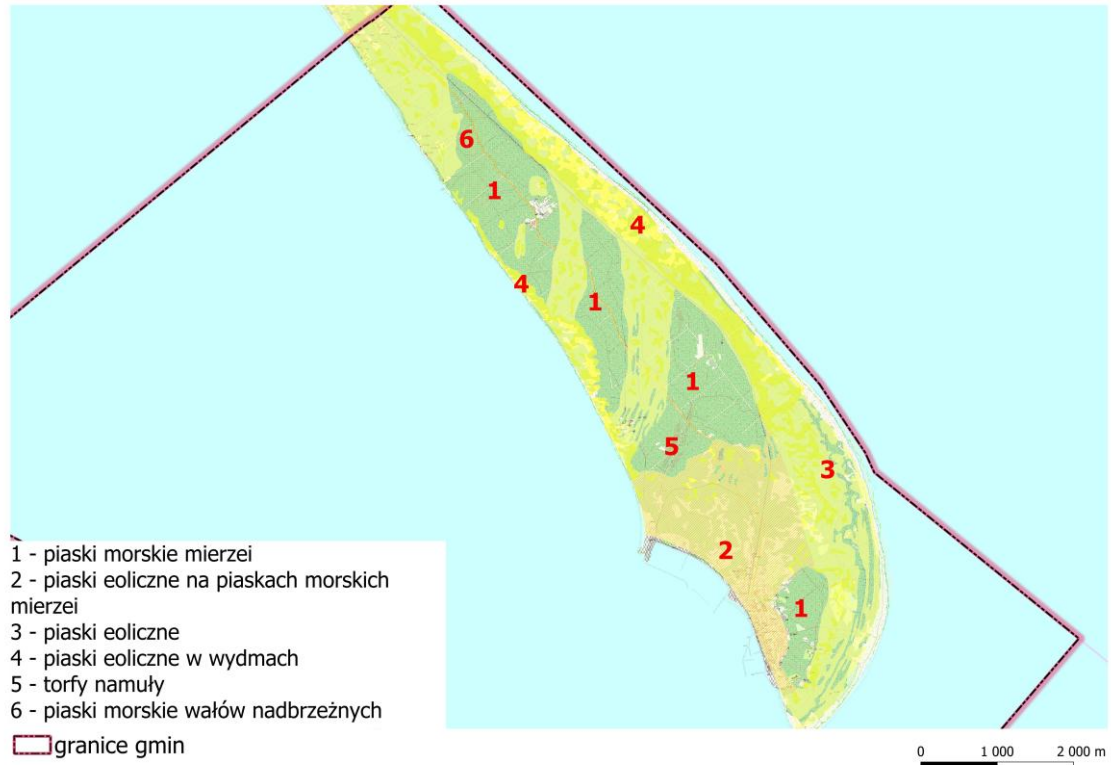 6
1
4
4
1
1
5
3
2
1
1 - piaski morskie mierzei
2 - piaski eoliczne na piaskach morskich
mierzei
3 - piaski eoliczne
4 - piaski eoliczne w wydmach
5 - torfy namuły
6 - piaski morskie wałów nadbrzeżnych
granice gmin
0 1 000 2 000 m